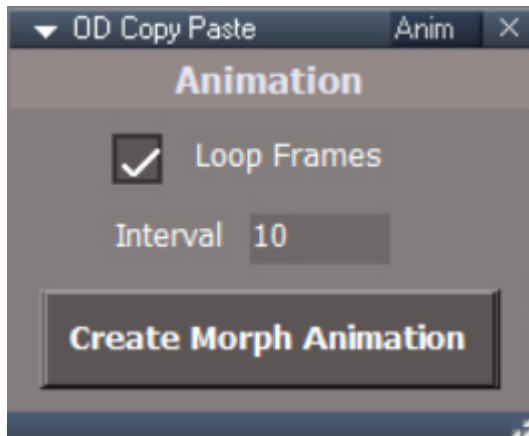 OD Copy Paste Anim
Animation
Loop Frames
Interval 10
Create Morph Animation